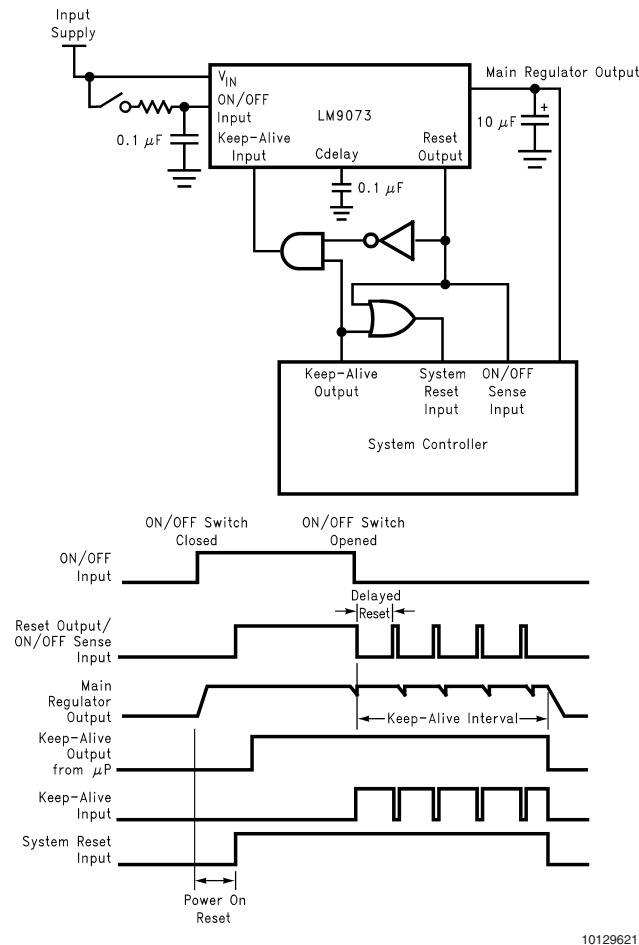 Input
Supply
V_IN
ON/OFF
Input
Keep-Alive
Input
LM9073
Cdelay
Reset
Output
Main Regulator Output
+
10 μF
0.1 μF
0.1 μF
Keep-Alive
Output
System
Reset
Input
ON/OFF
Sense
Input
System Controller
ON/OFF Switch
Closed
ON/OFF Switch
Opened
ON/OFF
Input
Delayed
Reset
Reset Output/
ON/OFF Sense
Input
Main
Regulator
Output
Keep-Alive Interval
Keep-Alive
Output
from μP
Keep-Alive
Input
System Reset
Input
Power On
Reset
10129621